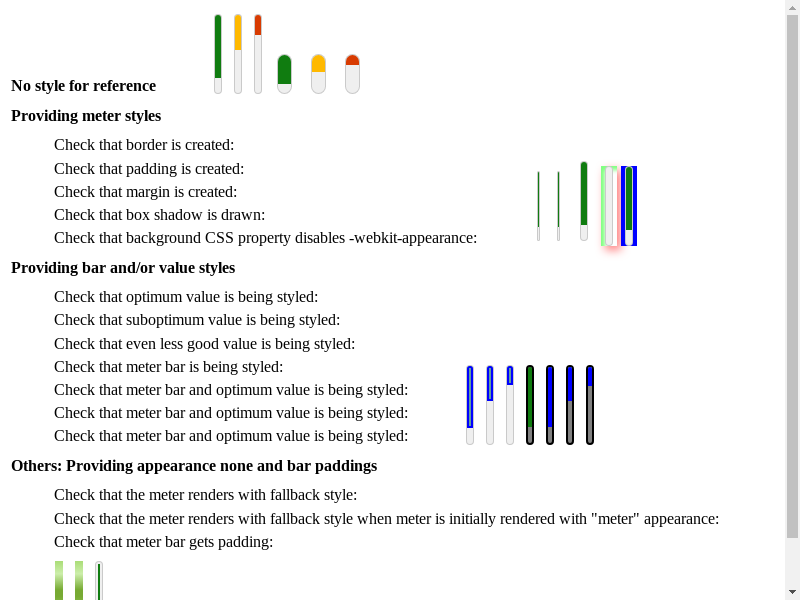 No style for reference
Providing meter styles
Check that border is created:
Check that padding is created:
Check that margin is created:
Check that box shadow is drawn:
Check that background CSS property disables -webkit-appearance:
Providing bar and/or value styles
Check that optimum value is being styled:
Check that suboptimum value is being styled:
Check that even less good value is being styled:
Check that meter bar is being styled:
Check that meter bar and optimum value is being styled:
Check that meter bar and optimum value is being styled:
Check that meter bar and optimum value is being styled:
Others: Providing appearance none and bar paddings
Check that the meter renders with fallback style:
Check that the meter renders with fallback style when meter is initially rendered with "meter" appearance:
Check that meter bar gets padding: